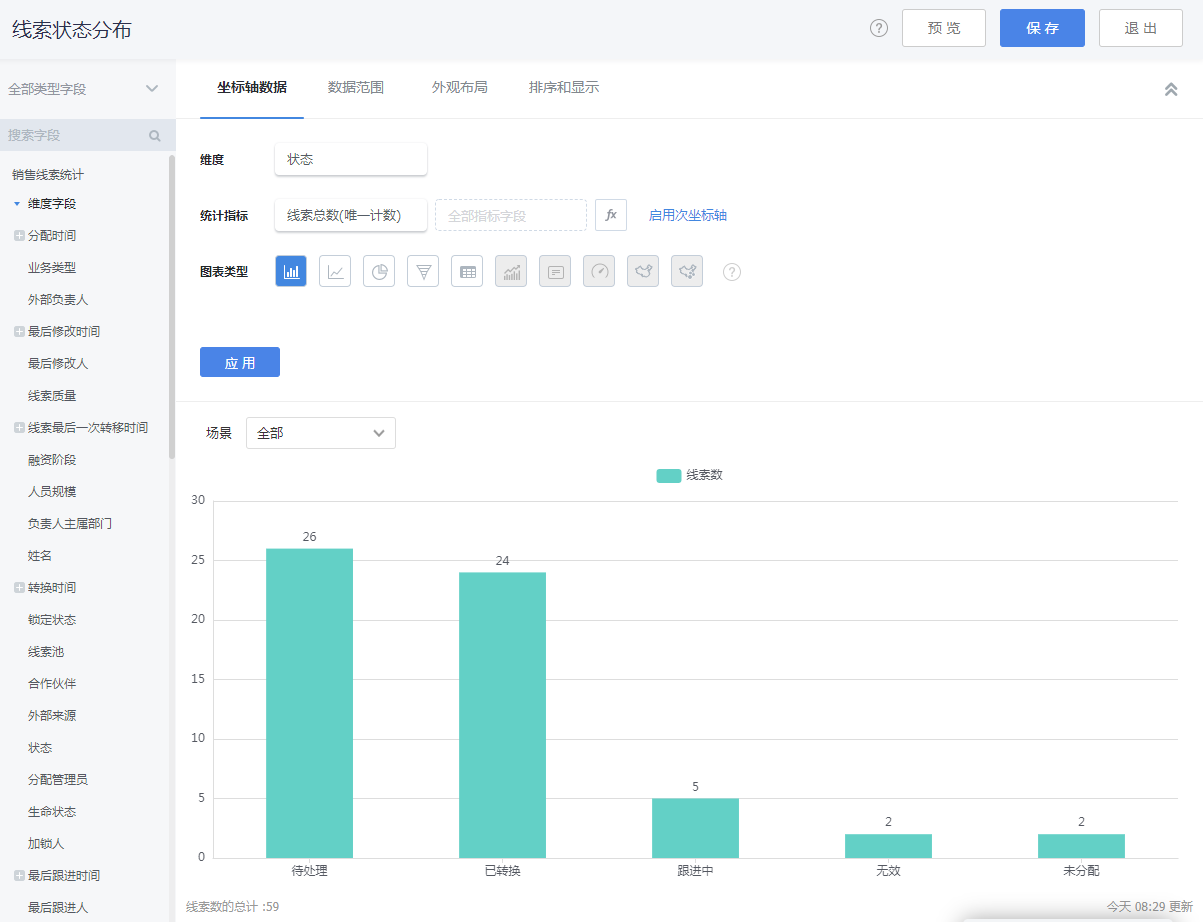 线索状态分布
?
预 览
保 存
退 出
全部类型字段
搜索字段
销售线索统计
维度字段
分配时间
业务类型
外部负责人
最后修改时间
最后修改人
线索质量
线索最后一次转移时间
融资阶段
人员规模
负责人主属部门
姓名
转换时间
锁定状态
线索池
合作伙伴
外部来源
状态
分配管理员
生命状态
加锁人
最后跟进时间
最后跟进人
坐标轴数据 数据范围 外观布局 排序和显示
维度 状态
统计指标 线索总数(唯一计数) 全部指标字段 fx 启用次坐标轴
图表类型 ?
应 用
场景 全部
线索数
30
25
20
15
10
5
0
26
24
5
2
2
待处理 已转换 跟进中 无效 未分配
线索数的总计 :59
今天 08:29 更新